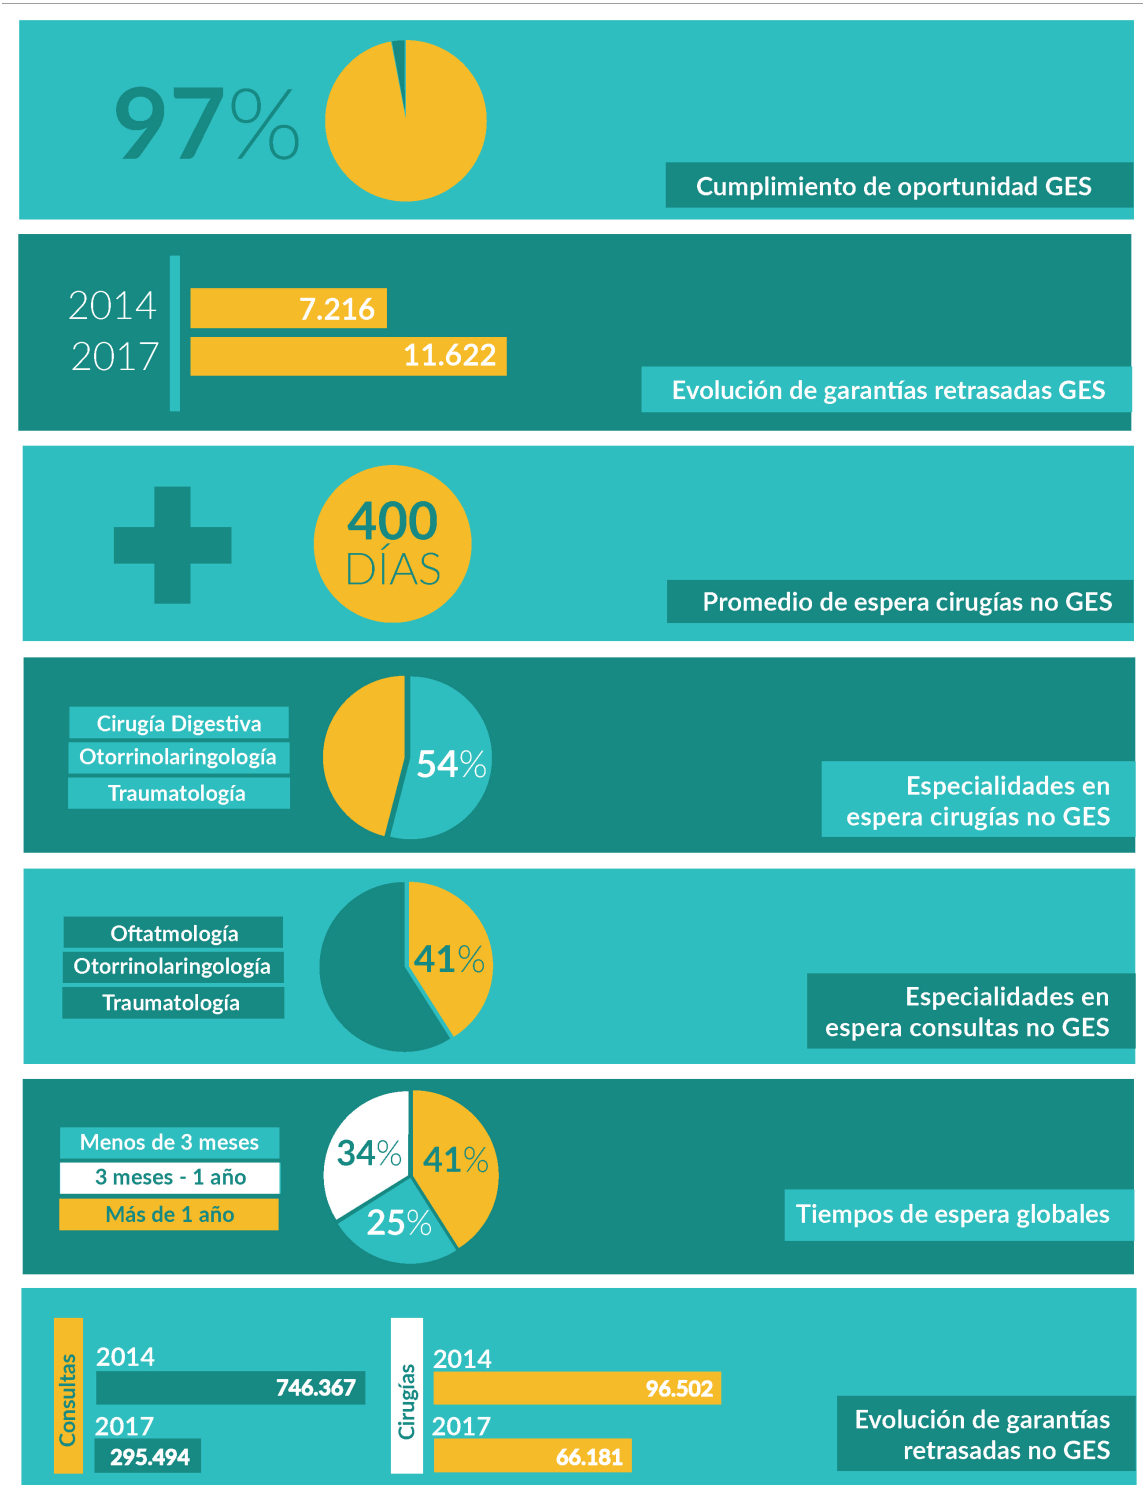 97%
Cumplimiento de oportunidad GES
2014
7.216
2017
11.622
Evolución de garantías retrasadas GES
400
DÍAS
Promedio de espera cirugías no GES
Cirugía Digestiva
Otorrinolaringología
Traumatología
54%
Especialidades en
espera cirugías no GES
Oftatmología
Otorrinolaringología
Traumatología
41%
Especialidades en
espera consultas no GES
Menos de 3 meses
3 meses - 1 año
Más de 1 año
34%
41%
25%
Tiempos de espera globales
Consultas
2014
746.367
2017
295.494
Cirugías
2014
96.502
2017
66.181
Evolución de garantías
retrasadas no GES